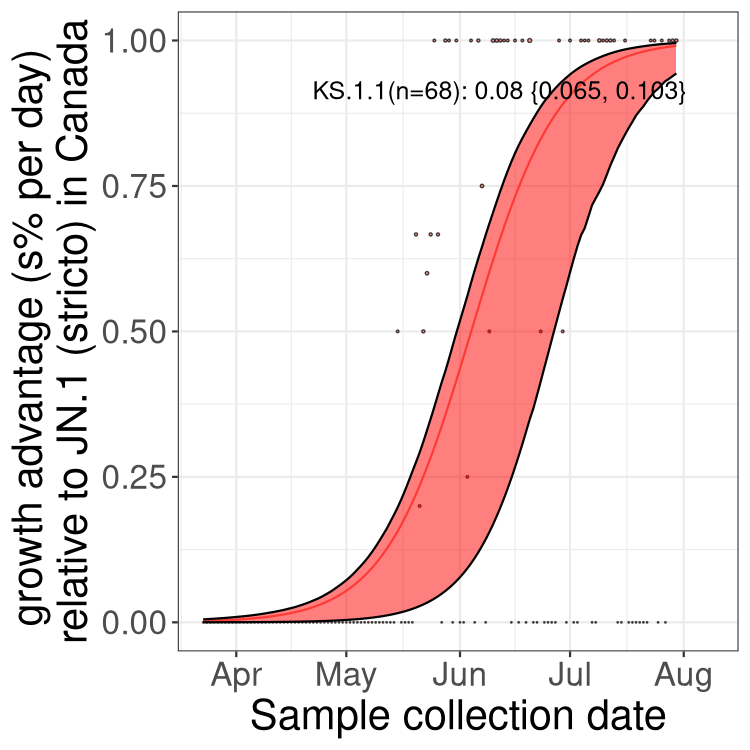 growth advantage (s% per day)
relative to JN.1 (stricto) in Canada
1.00
0.75
0.50
0.25
0.00
KS.1.1(n=68): 0.08 {0.065, 0.103}
Apr May Jun Jul Aug
Sample collection date